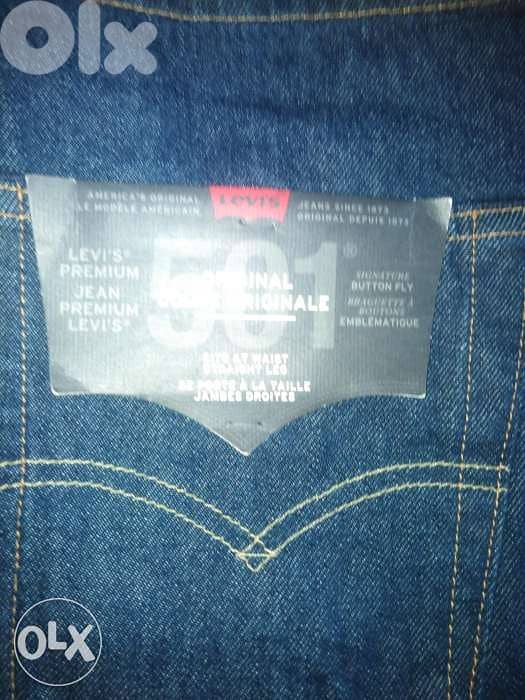 OLX
AMERICA'S ORIGINAL
LE MODÈLE AMÉRICAIN
Levi's
JEANS SINCE 1873
ORIGINAL DEPUIS 1873
LEVI'S®
PREMIUM
JEAN
PREMIUM
LEVI'S®
501®
ORIGINAL
ORIGINALE
SIGNATURE
BUTTON FLY
BRAGUETTE À
BOUTONS
EMBLÉMATIQUE
SITS AT WAIST
STRAIGHT LEG
SE PORTE À LA TAILLE
JAMBES DROITES
OLX